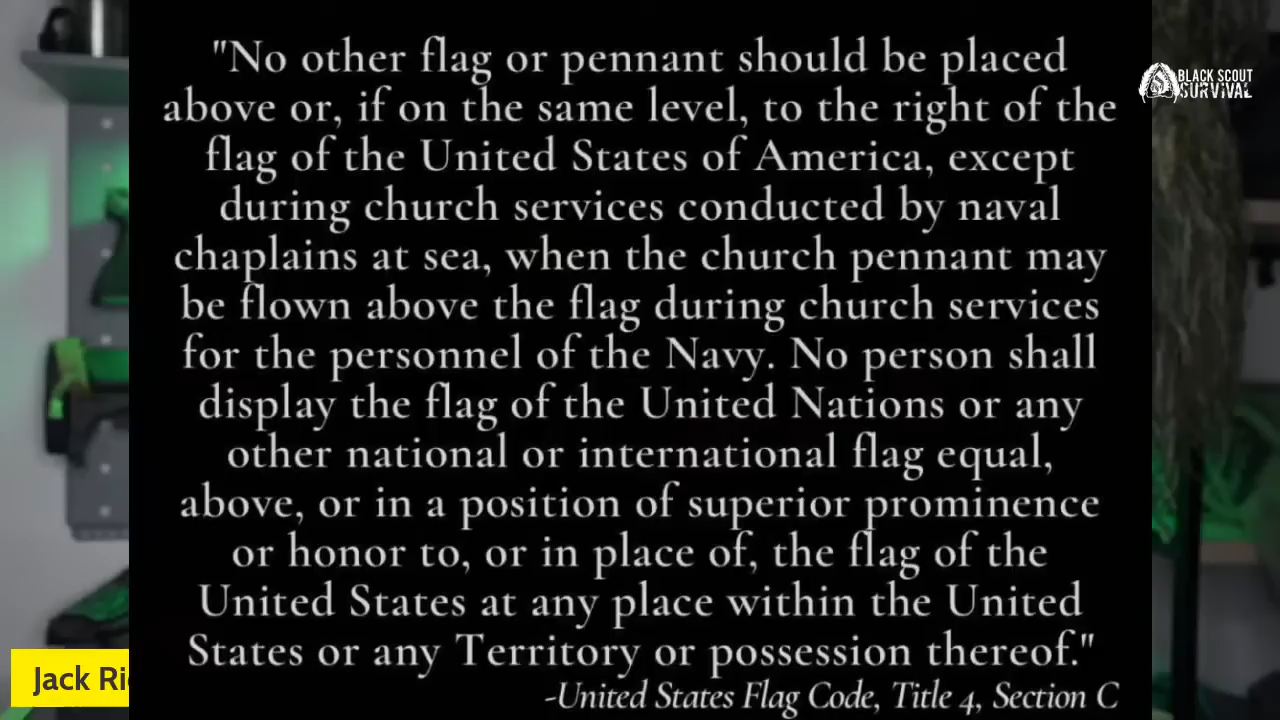 "No other flag or pennant should be placed
above or, if on the same level, to the right of the
flag of the United States of America, except
during church services conducted by naval
chaplains at sea, when the church pennant may
be flown above the flag during church services
for the personnel of the Navy. No person shall
display the flag of the United Nations or any
other national or international flag equal,
above, or in a position of superior prominence
or honor to, or in place of, the flag of the
United States at any place within the United
States or any Territory or possession thereof."
-United States Flag Code, Title 4, Section C
BLACK SCOUT
SURVIVAL
Jack